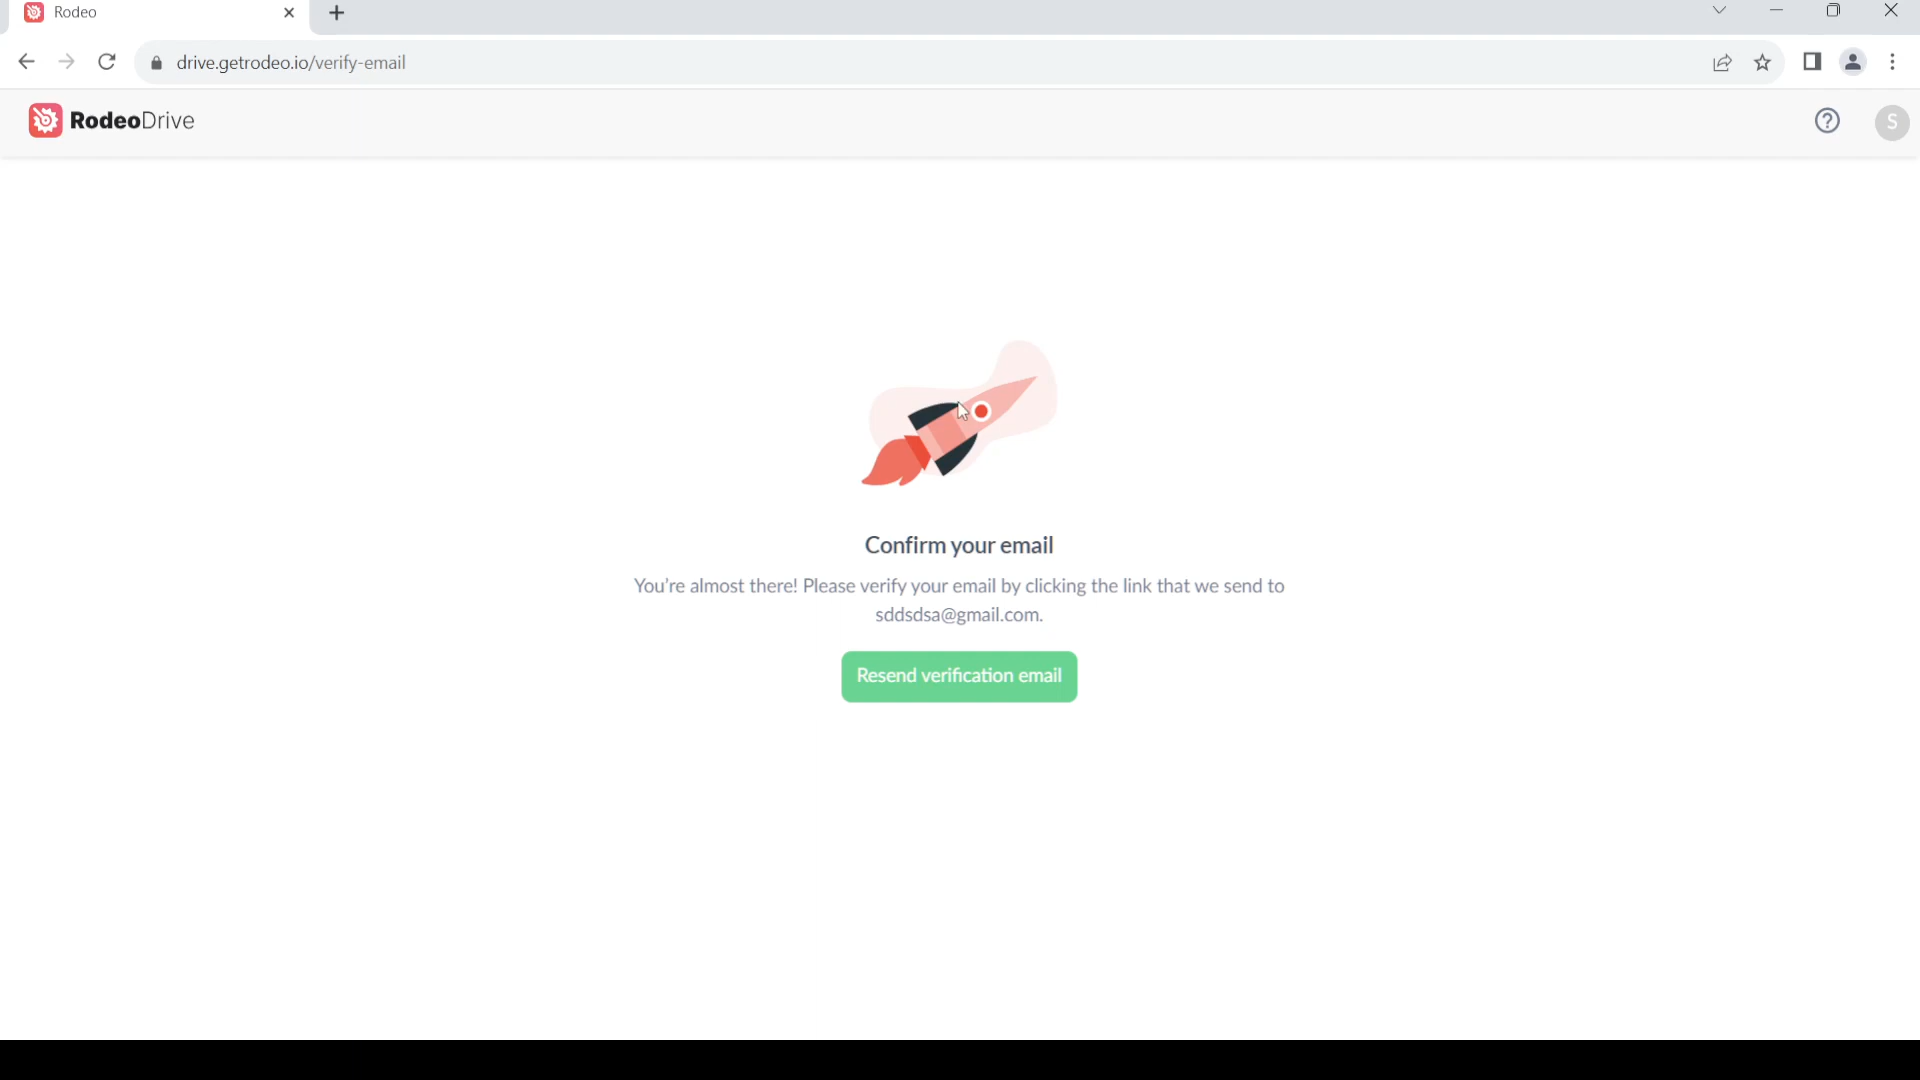 Rodeo
drive.getrodeo.io/verify-email
RodeoDrive
S
Confirm your email
You're almost there! Please verify your email by clicking the link that we send to
sddsdsa@gmail.com.
Resend verification email